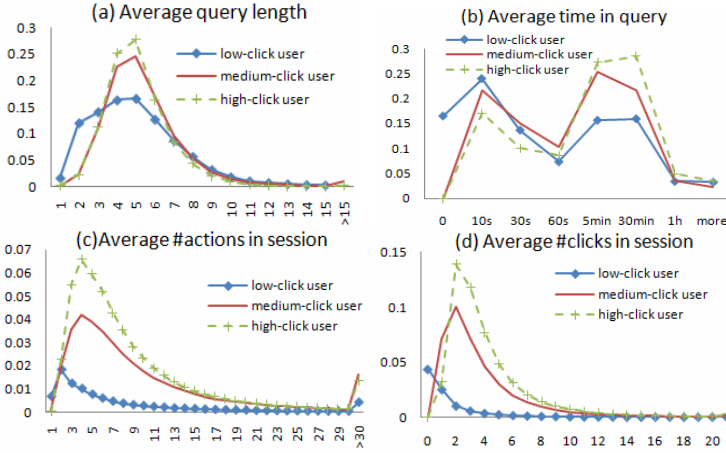 (a) Average query length
0.3
0.25
0.2
0.15
0.1
0.05
0
low-click user
medium-click user
high-click user
1 2 3 4 5 6 7 8 9 10 11 12 13 14 15 >15
(b) Average time in query
0.3
0.25
0.2
0.15
0.1
0.05
0
low-click user
medium-click user
high-click user
0 10s 30s 60s 5min 30min 1h more
(c)Average #actions in session
0.07
0.06
0.05
0.04
0.03
0.02
0.01
0
low-click user
medium-click user
high-click user
1 3 5 7 9 11 13 15 17 19 21 23 25 27 29 >30
(d) Average #clicks in session
0.15
0.1
0.05
0
low-click user
medium-click user
high-click user
0 2 4 6 8 10 12 14 16 18 20